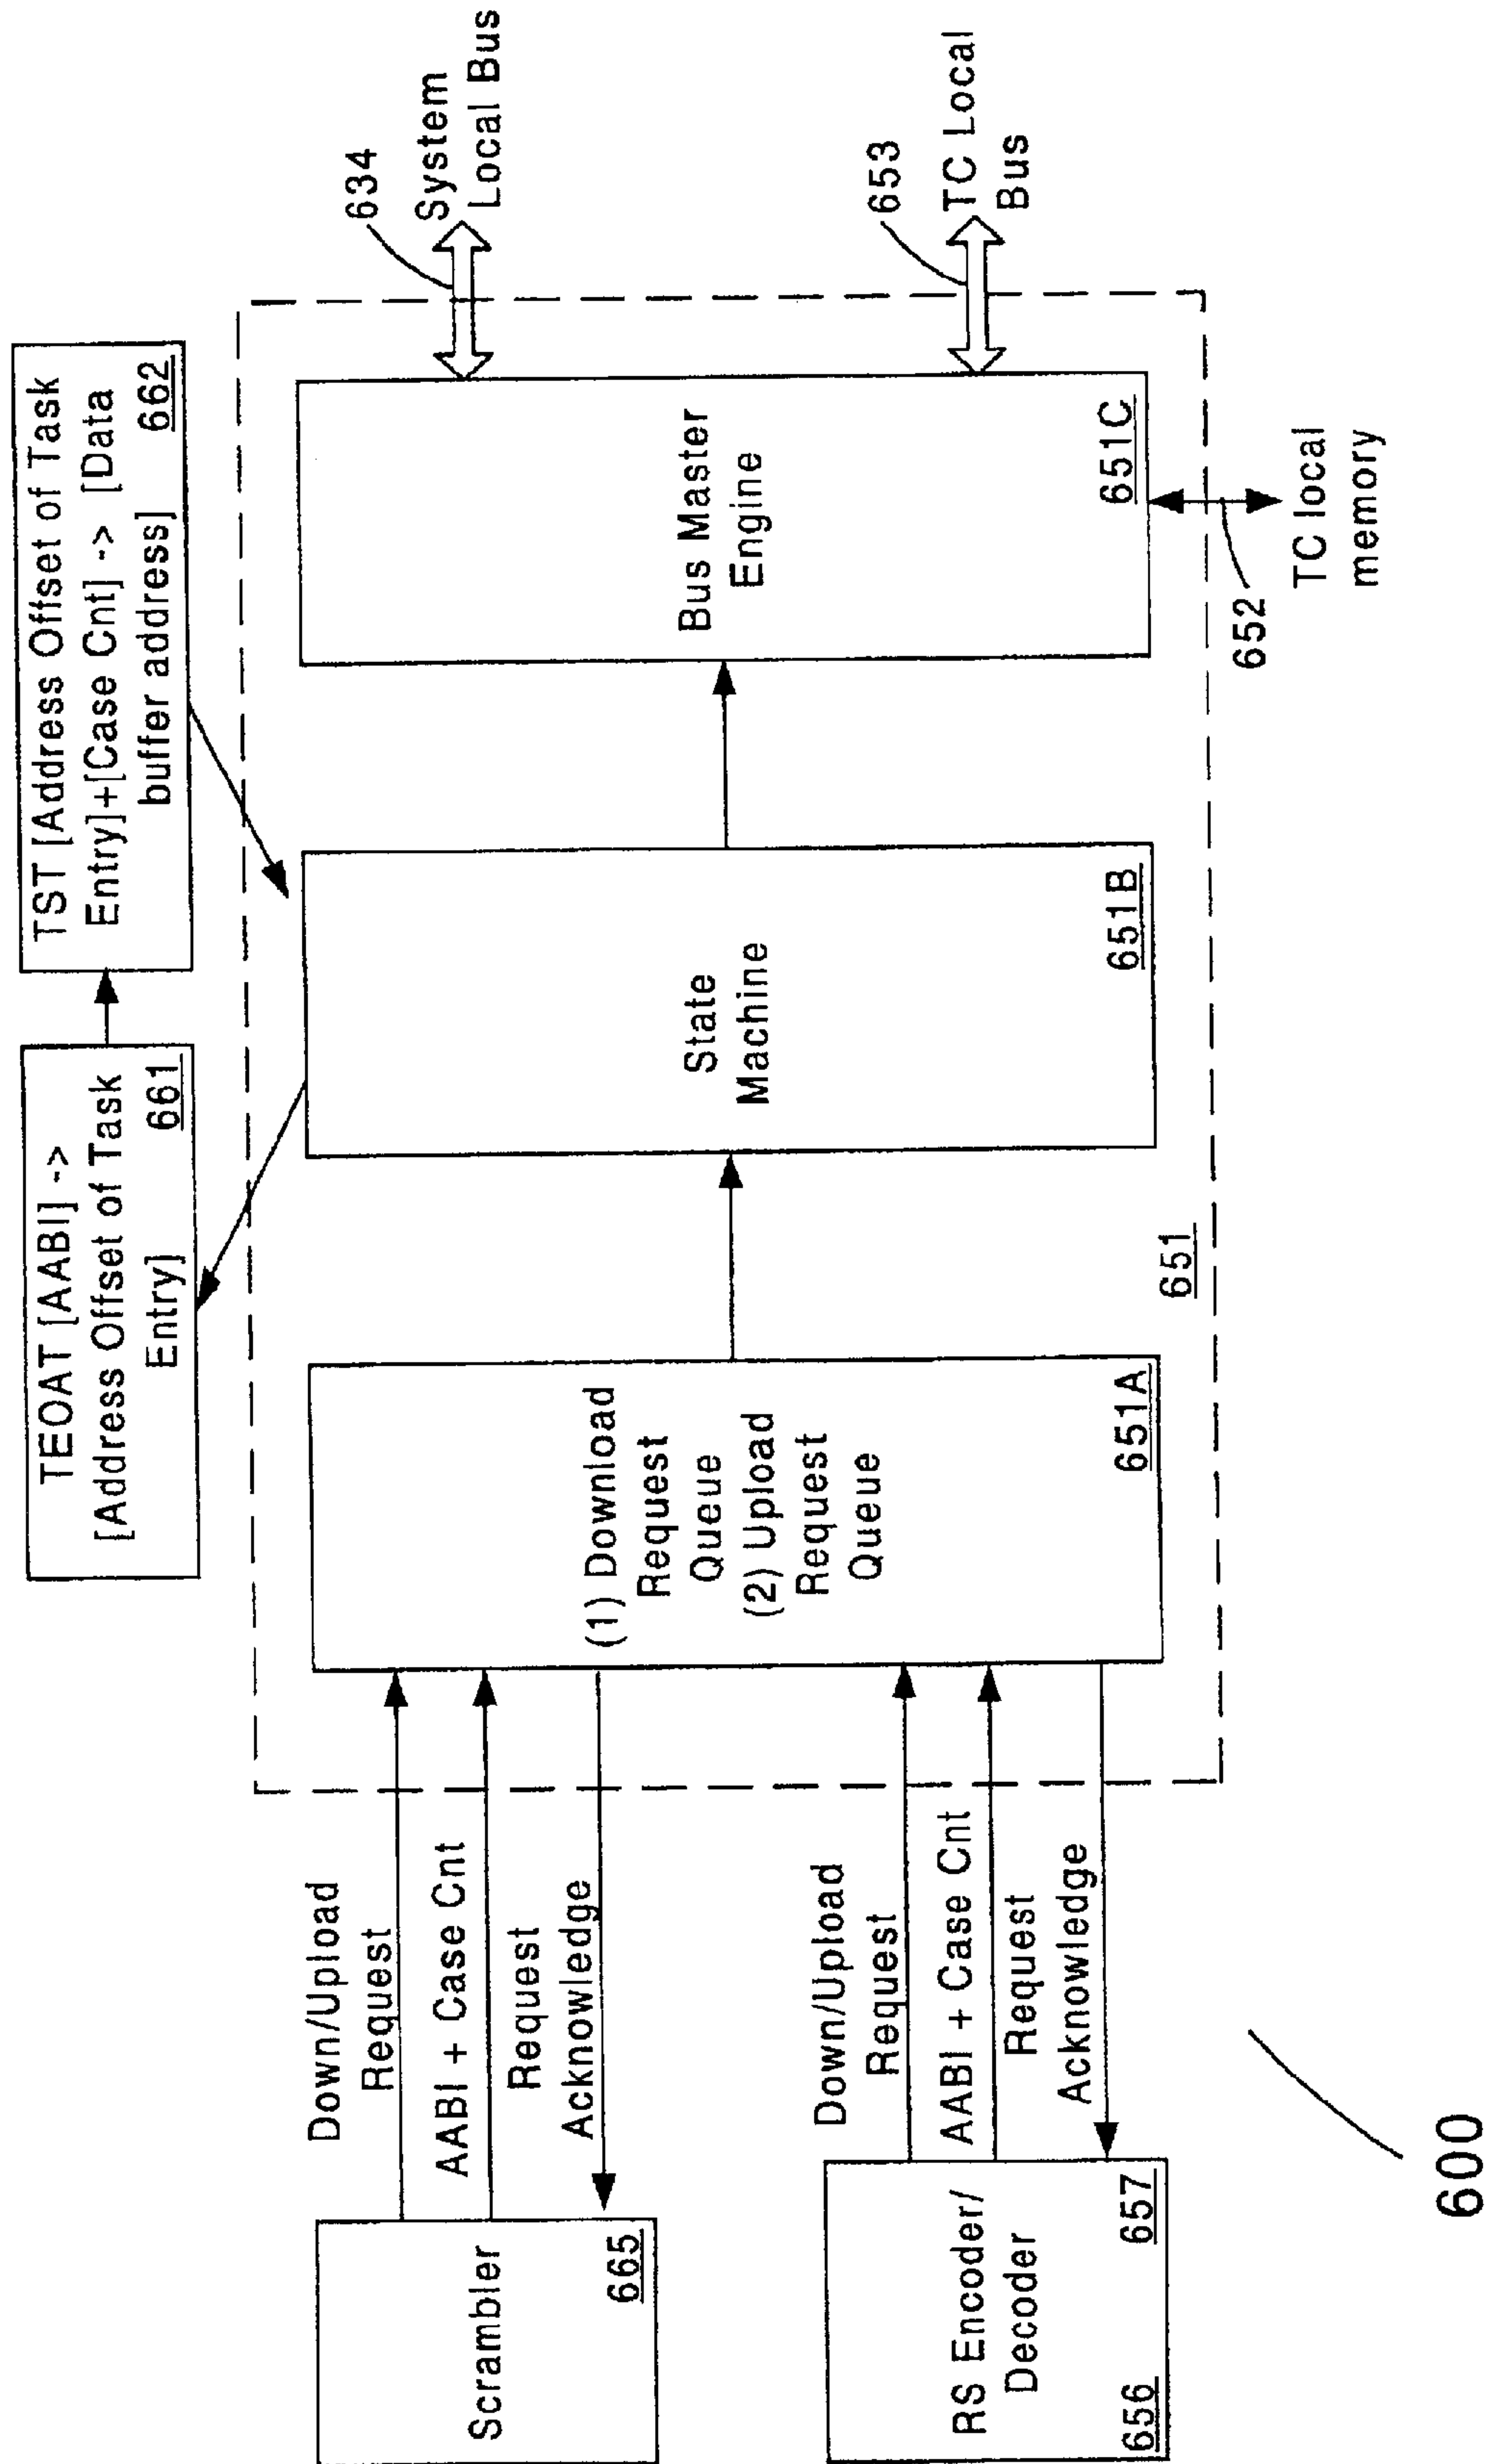 TEOAT [AABI] ->
[Address Offset of Task
Entry]
661
TST [Address Offset of Task
Entry]+[Case Cnt] -> [Data
buffer address]
662
Scrambler
665
Down/Upload
Request
AABI + Case Cnt
Request
Acknowledge
RS Encoder/
Decoder
656
657
Down/Upload
Request
AABI + Case Cnt
Request
Acknowledge
(1) Download
Request
Queue
(2) Upload
Request
Queue
651A
State
Machine
651B
Bus Master
Engine
651C
651
634
System
Local Bus
653
TC Local
Bus
652
TC local
memory
600